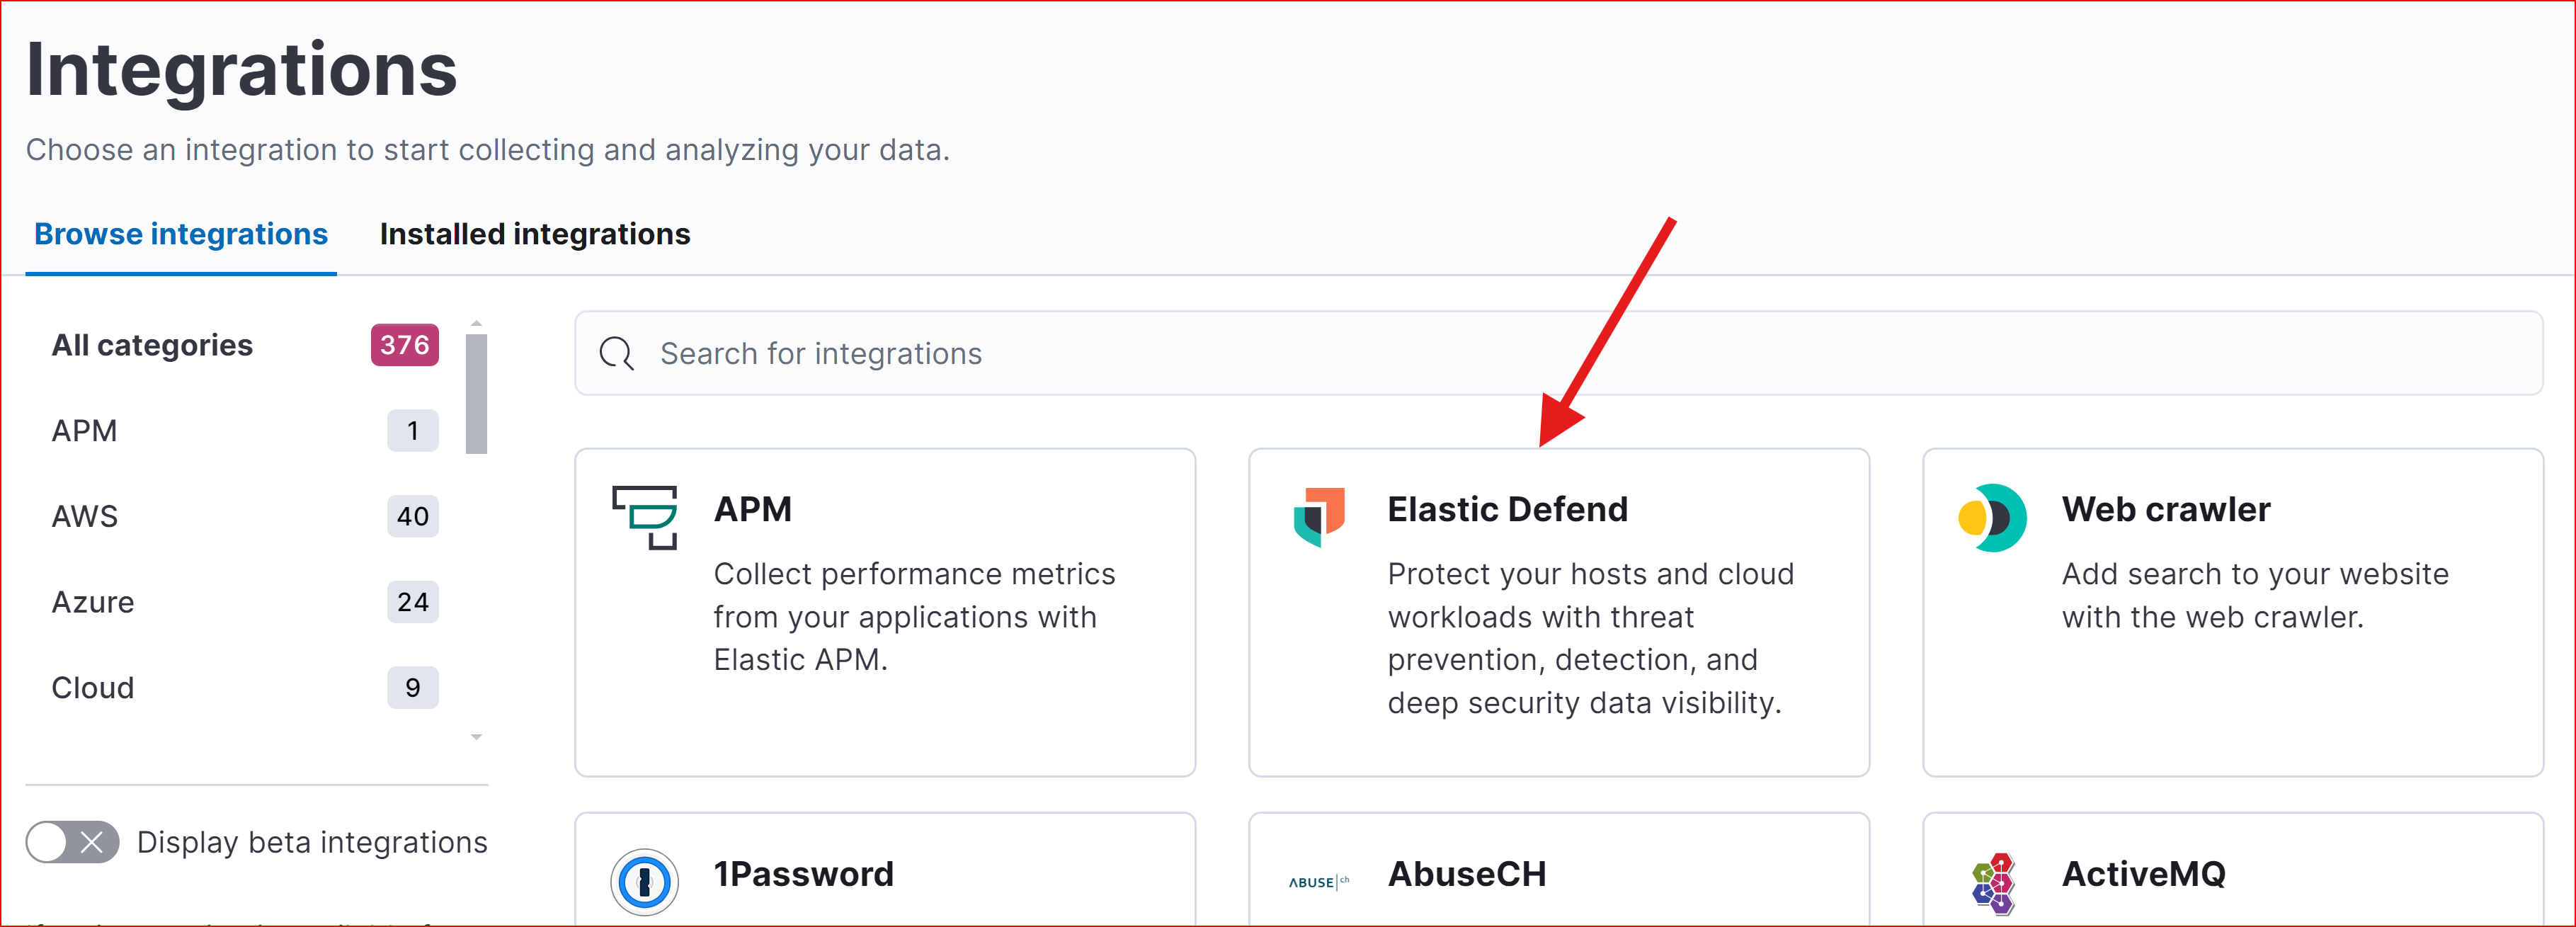 Integrations
Choose an integration to start collecting and analyzing your data.
Browse integrations
Installed integrations
All categories 376
APM 1
AWS 40
Azure 24
Cloud 9
Display beta integrations
Search for integrations
APM
Collect performance metrics
from your applications with
Elastic APM.
Elastic Defend
Protect your hosts and cloud
workloads with threat
prevention, detection, and
deep security data visibility.
Web crawler
Add search to your website
with the web crawler.
1Password
ABUSE|ch
AbuseCH
ActiveMQ